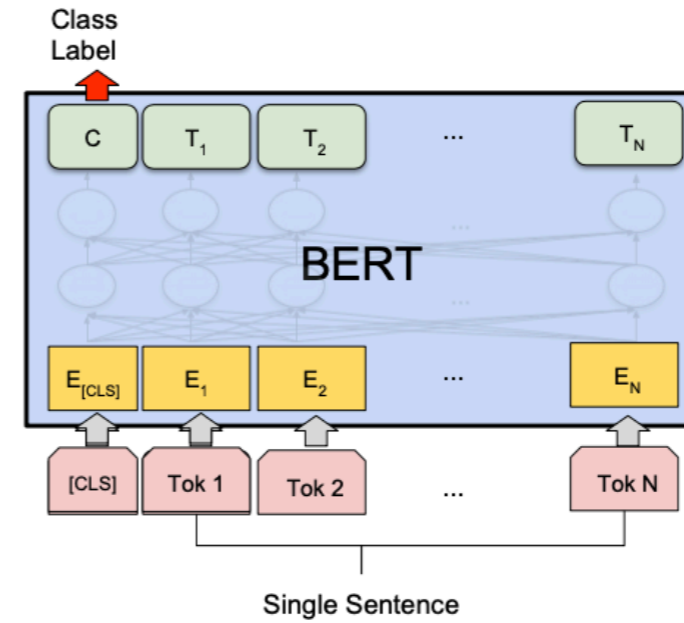 Class
Label
C T1 T2 ... TN
...
BERT
...
E[CLS] E1 E2 ... EN
[CLS] Tok 1 Tok 2 ... Tok N
Single Sentence